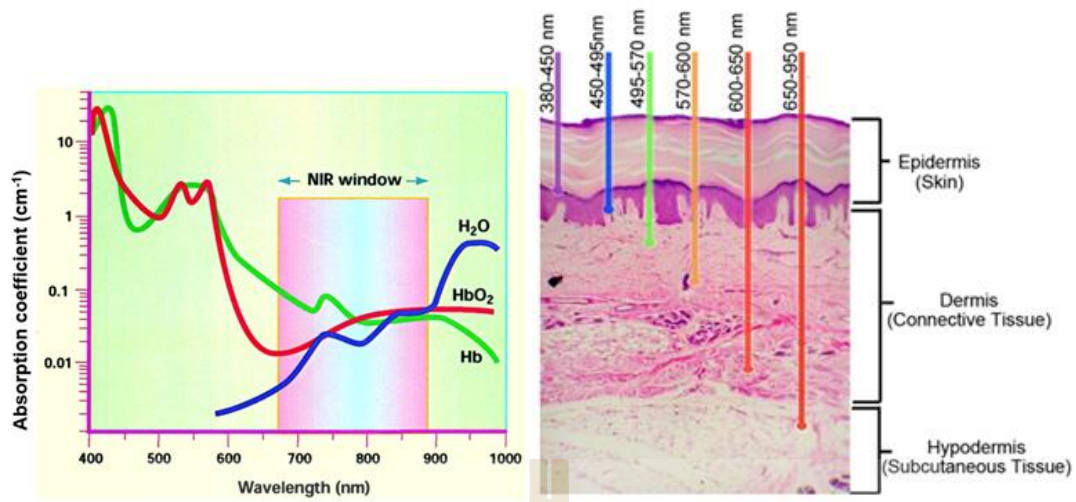 Absorption coefficient (cm⁻¹)
10
1
0.1
0.01
NIR window
H₂O
HbO₂
Hb
400 500 600 700 800 900 1000
Wavelength (nm)
380-450 nm
450-495nm
495-570 nm
570-600 nm
600-650 nm
650-950 nm
Epidermis
(Skin)
Dermis
(Connective Tissue)
Hypodermis
(Subcutaneous Tissue)